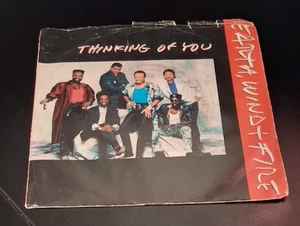 THINKING OF YOU
EARTH, WIND + FIRE